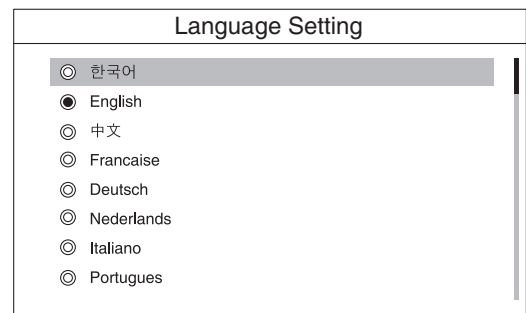 Language Setting
한국어
English
中文
Francaise
Deutsch
Nederlands
Italiano
Portugues